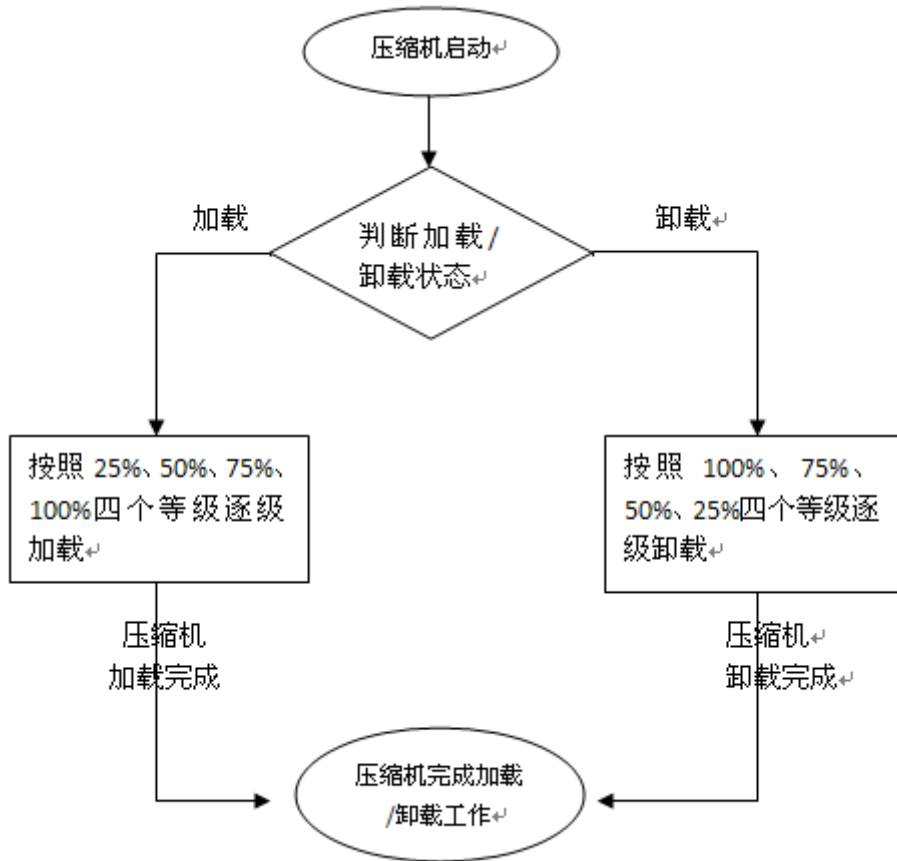 压缩机启动
加载
卸载
判断加载/
卸载状态
按照 25%、50%、75%、
100%四个等级逐级
加载
按照 100%、75%、
50%、25%四个等级逐
级卸载
压缩机
加载完成
压缩机
卸载完成
压缩机完成加载
/卸载工作